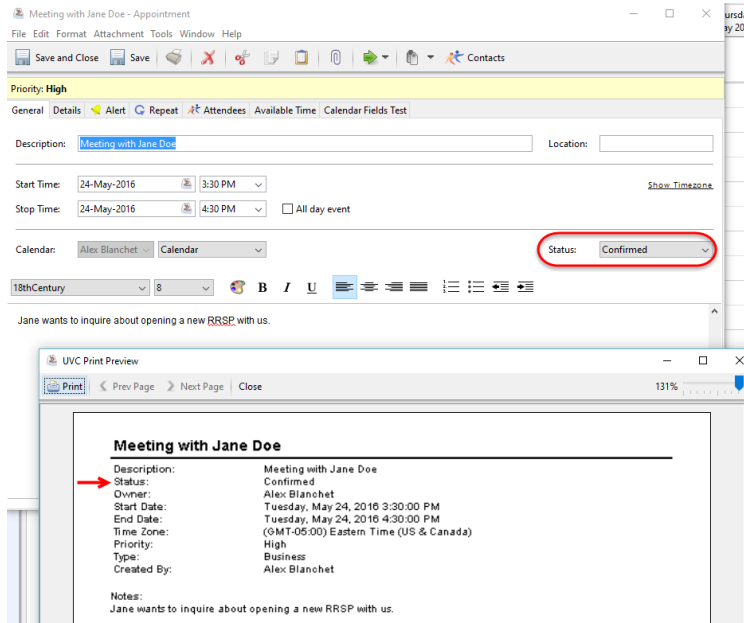 Meeting with Jane Doe - Appointment
File Edit Format Attachment Tools Window Help
Save and Close Save Contacts
Priority: High
General Details Alert Repeat Attendees Available Time Calendar Fields Test
Description: Meeting with Jane Doe Location:
Start Time: 24-May-2016 3:30 PM Show Timezone
Stop Time: 24-May-2016 4:30 PM All day event
Calendar: Alex Blanchet Calendar Status: Confirmed
18thCentury 8 B I U
Jane wants to inquire about opening a new RRSP with us.
UVC Print Preview
Print Prev Page Next Page Close 131%
Meeting with Jane Doe
Description: Meeting with Jane Doe
Status: Confirmed
Owner: Alex Blanchet
Start Date: Tuesday, May 24, 2016 3:30:00 PM
End Date: Tuesday, May 24, 2016 4:30:00 PM
Time Zone: (GMT-05:00) Eastern Time (US & Canada)
Priority: High
Type: Business
Created By: Alex Blanchet
Notes:
Jane wants to inquire about opening a new RRSP with us.